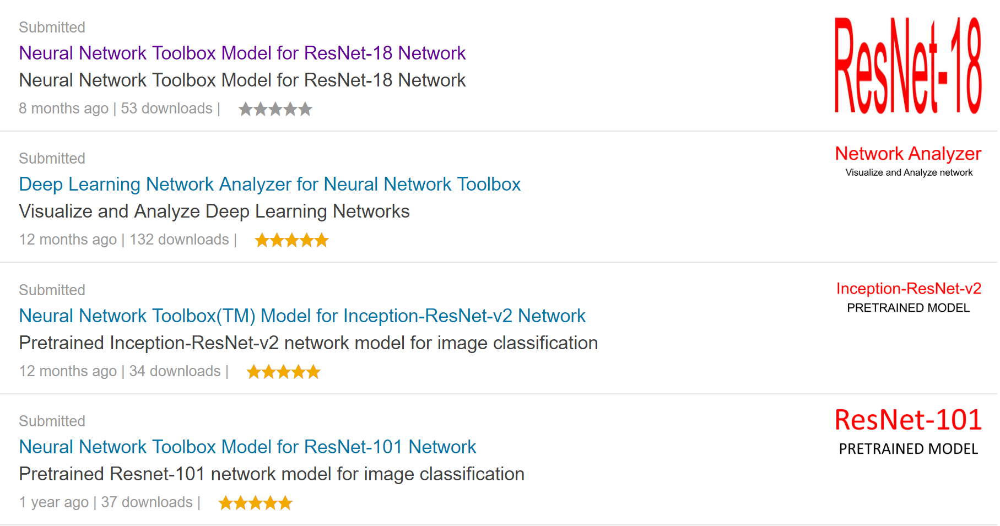 Submitted
Neural Network Toolbox Model for ResNet-18 Network
Neural Network Toolbox Model for ResNet-18 Network
8 months ago | 53 downloads |
ResNet-18
Submitted
Deep Learning Network Analyzer for Neural Network Toolbox
Visualize and Analyze Deep Learning Networks
12 months ago | 132 downloads |
Network Analyzer
Visualize and Analyze network
Submitted
Neural Network Toolbox(TM) Model for Inception-ResNet-v2 Network
Pretrained Inception-ResNet-v2 network model for image classification
12 months ago | 34 downloads |
Inception-ResNet-v2
PRETRAINED MODEL
Submitted
Neural Network Toolbox Model for ResNet-101 Network
Pretrained Resnet-101 network model for image classification
1 year ago | 37 downloads |
ResNet-101
PRETRAINED MODEL